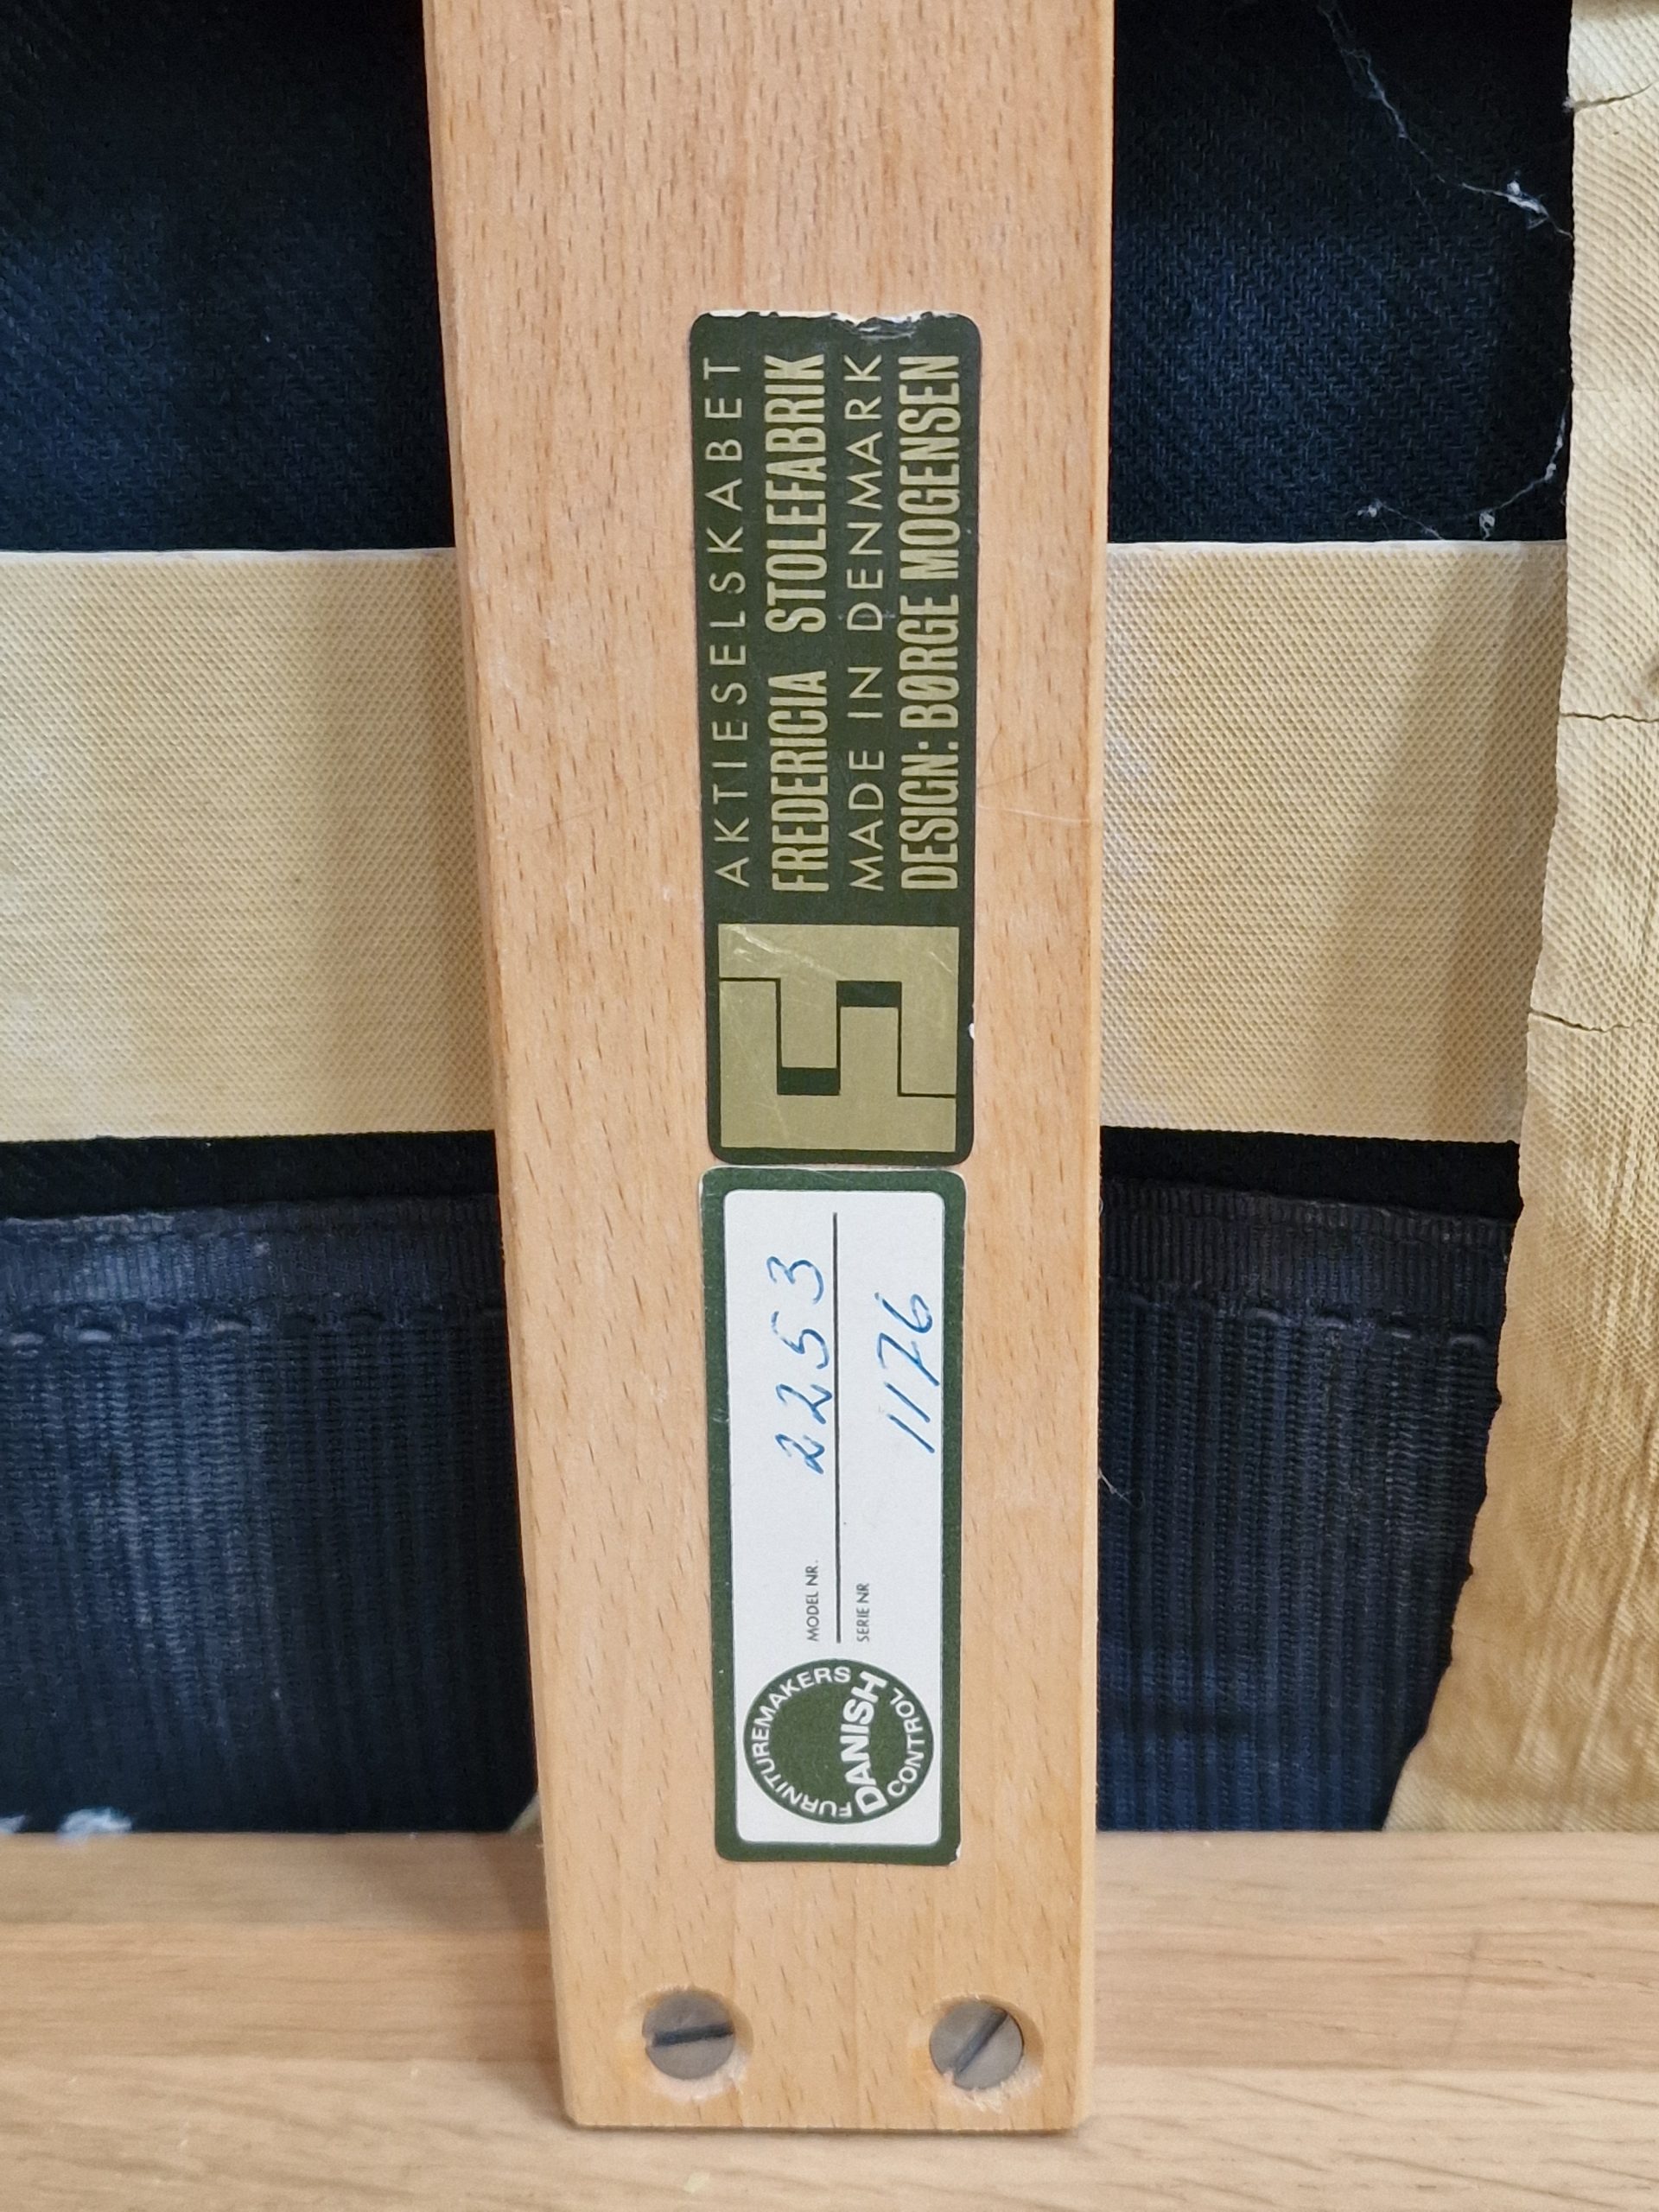 AKTIESELSKABET
FREDERICIA STOLEFABRIK
MADE IN DENMARK
DESIGN: BØRGE MOGENSEN
FURNITUREMAKERS
DANISH
CONTROL
MODEL NR. 2253
SERIE NR 1176